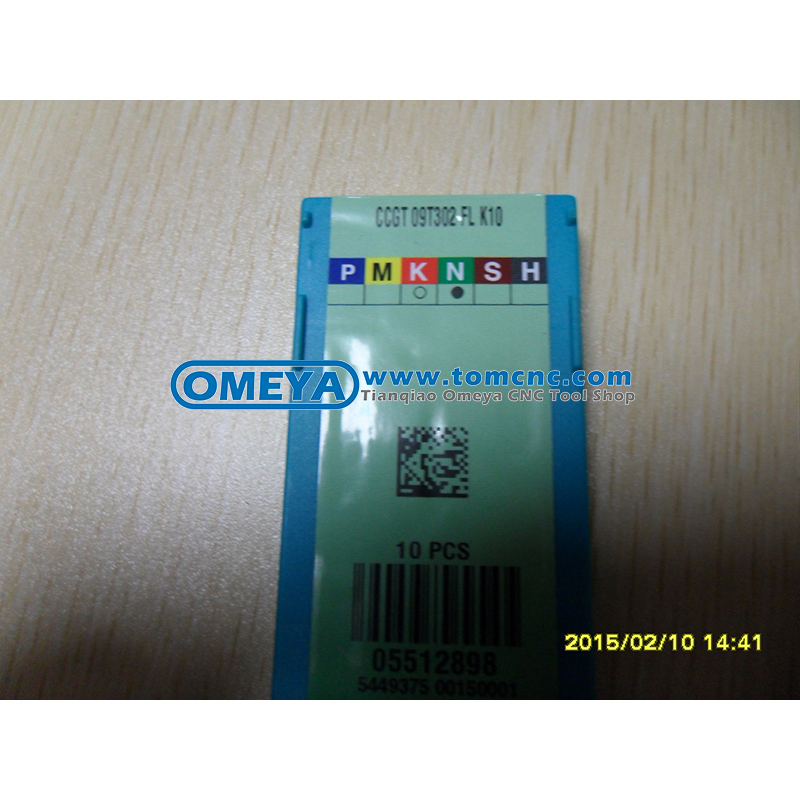 CCGT 09T302-FL K10
P M K N S H
OMEYA
www.tomcnc.com
Tianqiao Omeya CNC Tool Shop
10 PCS
05512898
5449375 00150001
2015/02/10 14:41